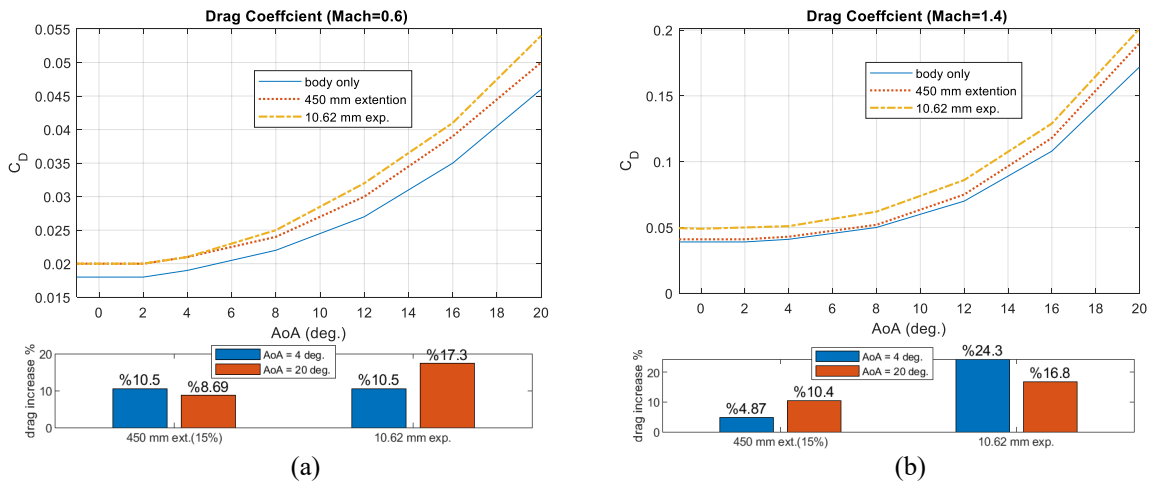 Drag Coeffcient (Mach=0.6)
0.055
0.05
0.045
0.04
0.035
0.03
0.025
0.02
0.015
C_D
body only
450 mm extention
10.62 mm exp.
0 2 4 6 8 10 12 14 16 18 20
AoA (deg.)
drag increase %
20
10
0
AoA = 4 deg.
AoA = 20 deg.
%10.5
%8.69
%10.5
%17.3
450 mm ext.(15%)
10.62 mm exp.
(a)
Drag Coeffcient (Mach=1.4)
0.2
0.15
0.1
0.05
0
C_D
body only
450 mm extention
10.62 mm exp.
0 2 4 6 8 10 12 14 16 18 20
AoA (deg.)
drag increase %
20
10
0
AoA = 4 deg.
AoA = 20 deg.
%4.87
%10.4
%24.3
%16.8
450 mm ext.(15%)
10.62 mm exp.
(b)